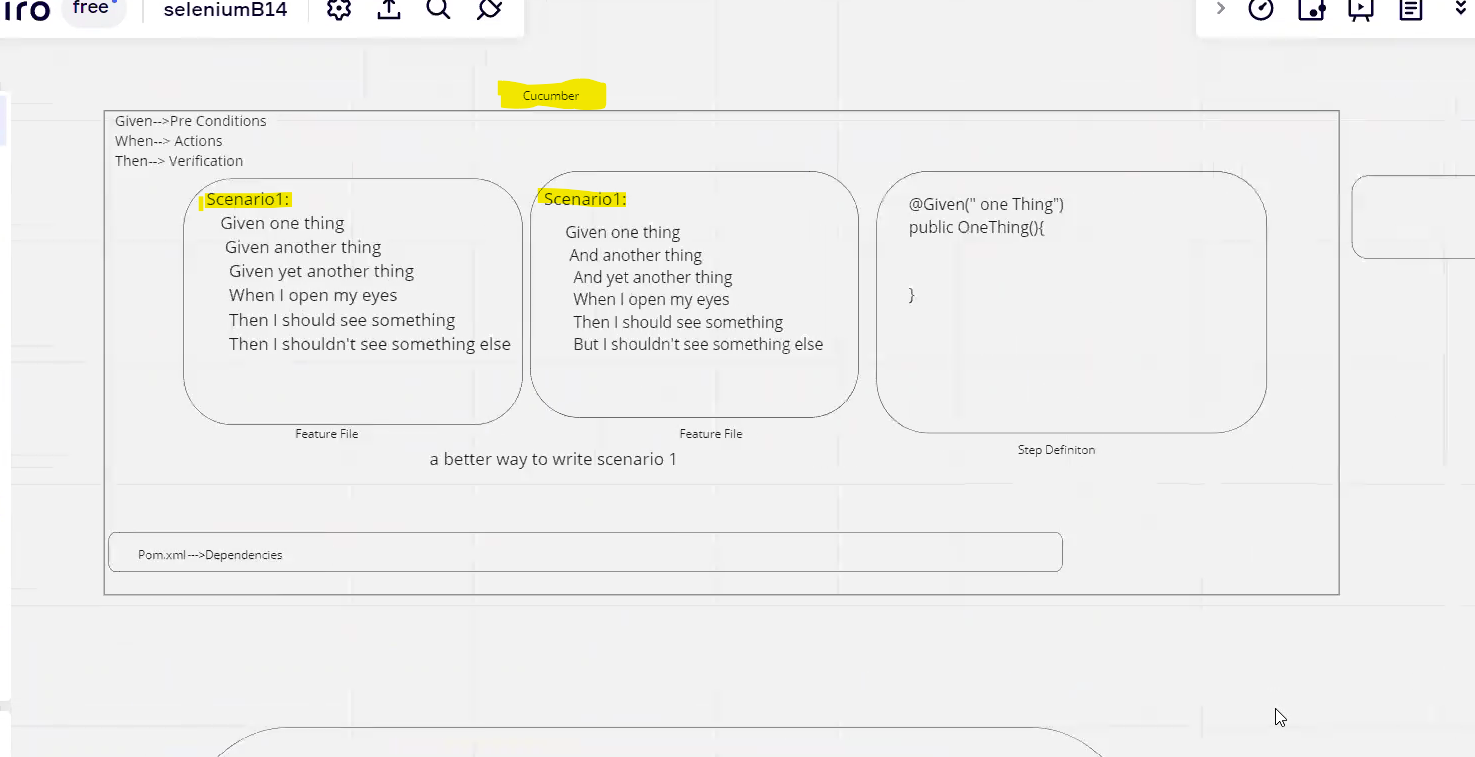 iro
free
seleniumB14
Cucumber
Given-->Pre Conditions
When--> Actions
Then--> Verification
Scenario1:
Given one thing
Given another thing
Given yet another thing
When I open my eyes
Then I should see something
Then I shouldn't see something else
Feature File
Scenario1:
Given one thing
And another thing
And yet another thing
When I open my eyes
Then I should see something
But I shouldn't see something else
Feature File
a better way to write scenario 1
@Given(" one Thing")
public OneThing(){
}
Step Definiton
Pom.xml--->Dependencies